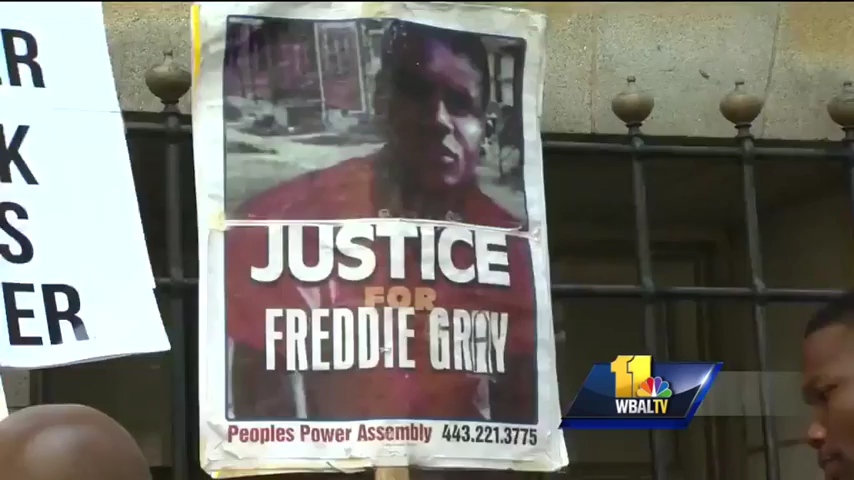 R
K
S
ER
JUSTICE
FOR
FREDDIE GRAY
Peoples Power Assembly 443.221.3775
11
WBALTV